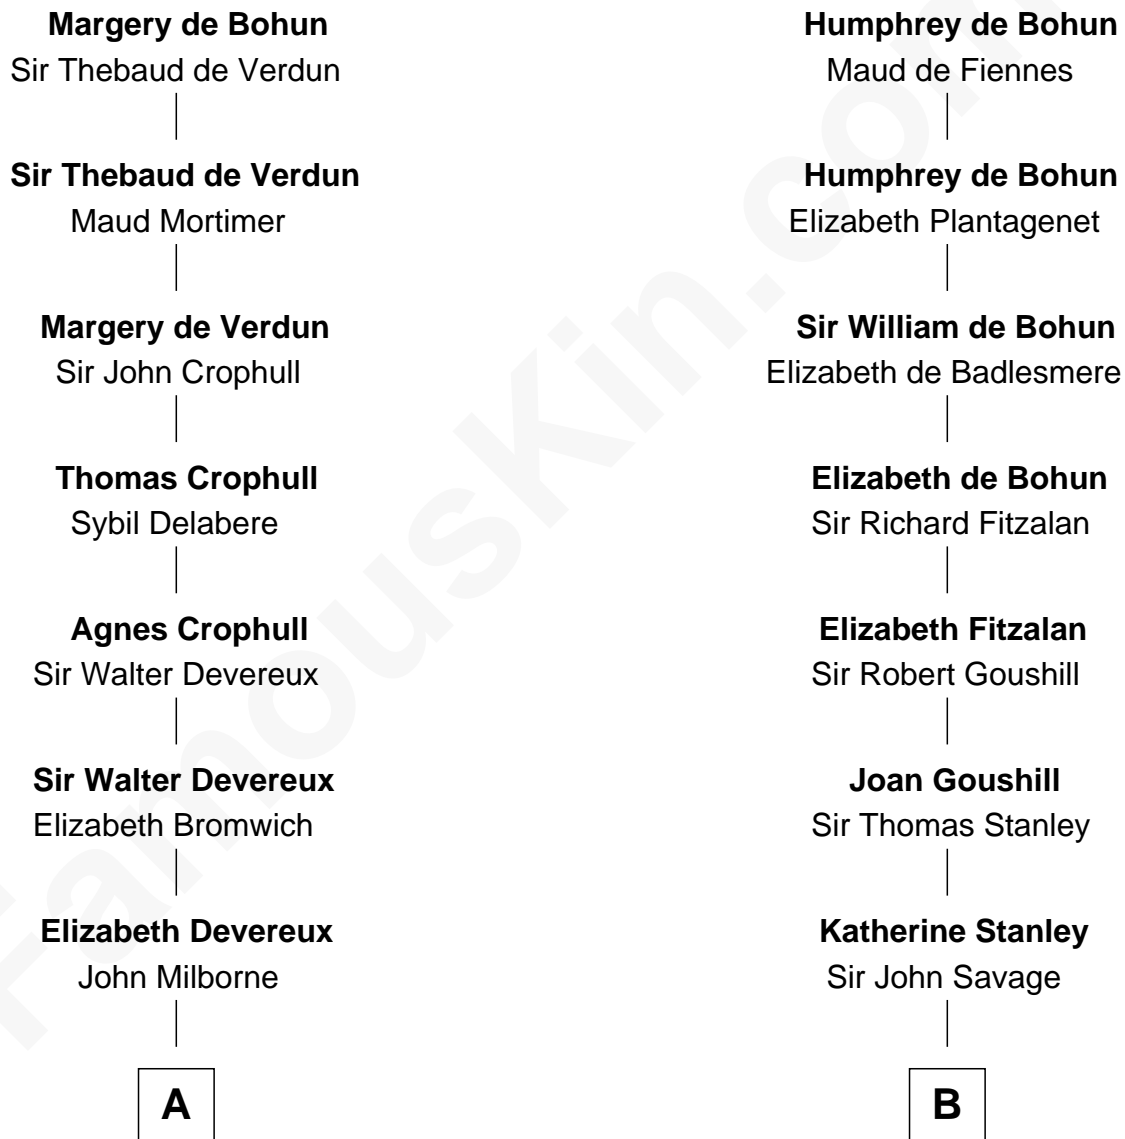 Margery de Bohun
Sir Thebaud de Verdun
Sir Thebaud de Verdun
Maud Mortimer
Margery de Verdun
Sir John Crophull
Thomas Crophull
Sybil Delabere
Agnes Crophull
Sir Walter Devereux
Sir Walter Devereux
Elizabeth Bromwich
Elizabeth Devereux
John Milborne
A
Humphrey de Bohun
Maud de Fiennes
Humphrey de Bohun
Elizabeth Plantagenet
Sir William de Bohun
Elizabeth de Badlesmere
Elizabeth de Bohun
Sir Richard Fitzalan
Elizabeth Fitzalan
Sir Robert Goushill
Joan Goushill
Sir Thomas Stanley
Katherine Stanley
Sir John Savage
B
FamousKin.com